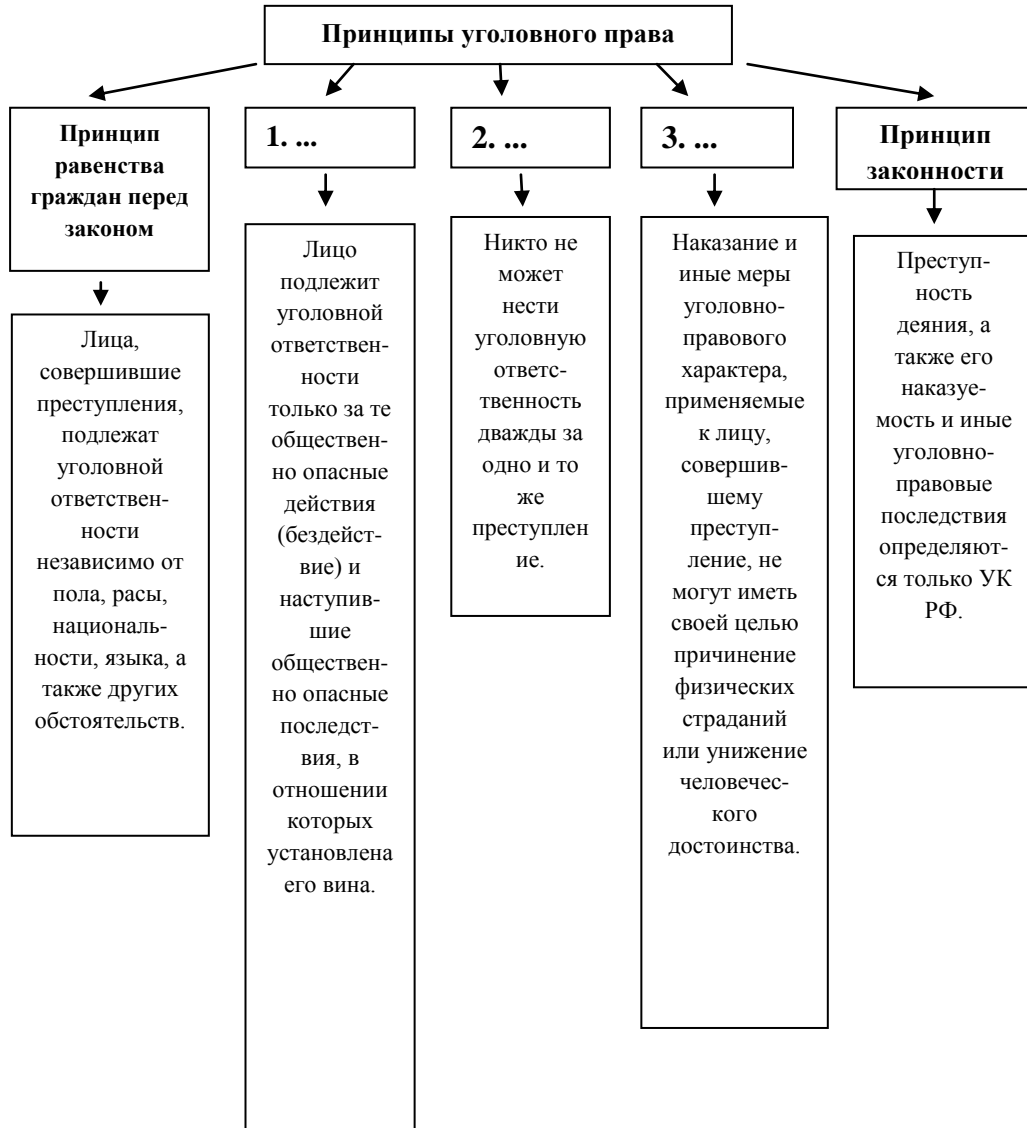 Принципы уголовного права
Принцип
равенства
граждан перед
законом
1. ...
2. ...
3. ...
Принцип
законности
Лица,
совершившие
преступления,
подлежат
уголовной
ответствен-
ности
независимо от
пола, расы,
националь-
ности, языка, а
также других
обстоятельств.
Лицо
подлежит
уголовной
ответствен-
ности
только за те
обществен-
но опасные
действия
(бездейст-
вие) и
наступив-
шие
обществен-
но опасные
последст-
вия, в
отношении
которых
установлена
его вина.
Никто не
может
нести
уголовную
ответс-
твенность
дважды за
одно и то
же
преступлен
ие.
Наказание и
иные меры
уголовно-
правового
характера,
применяемые
к лицу,
совершив-
шему
преступ-
ление, не
могут иметь
своей целью
причинение
физических
страданий
или унижение
человечес-
кого
достоинства.
Преступ-
ность
деяния, а
также его
наказуе-
мость и иные
уголовно-
правовые
последствия
определяют-
ся только УК
РФ.